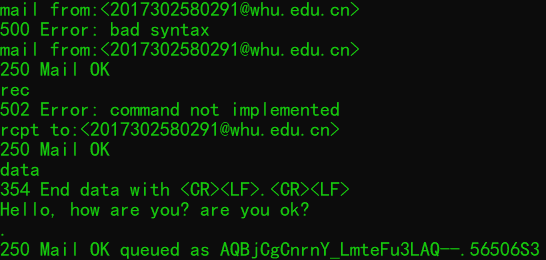 mail from:<2017302580291@whu.edu.cn>
500 Error: bad syntax
mail from:<2017302580291@whu.edu.cn>
250 Mail OK
rec
502 Error: command not implemented
rcpt to:<2017302580291@whu.edu.cn>
250 Mail OK
data
354 End data with <CR><LF>.<CR><LF>
Hello, how are you? are you ok?
.
250 Mail OK queued as AQBjCgCnrnY_LmteFu3LAQ--.56506S3